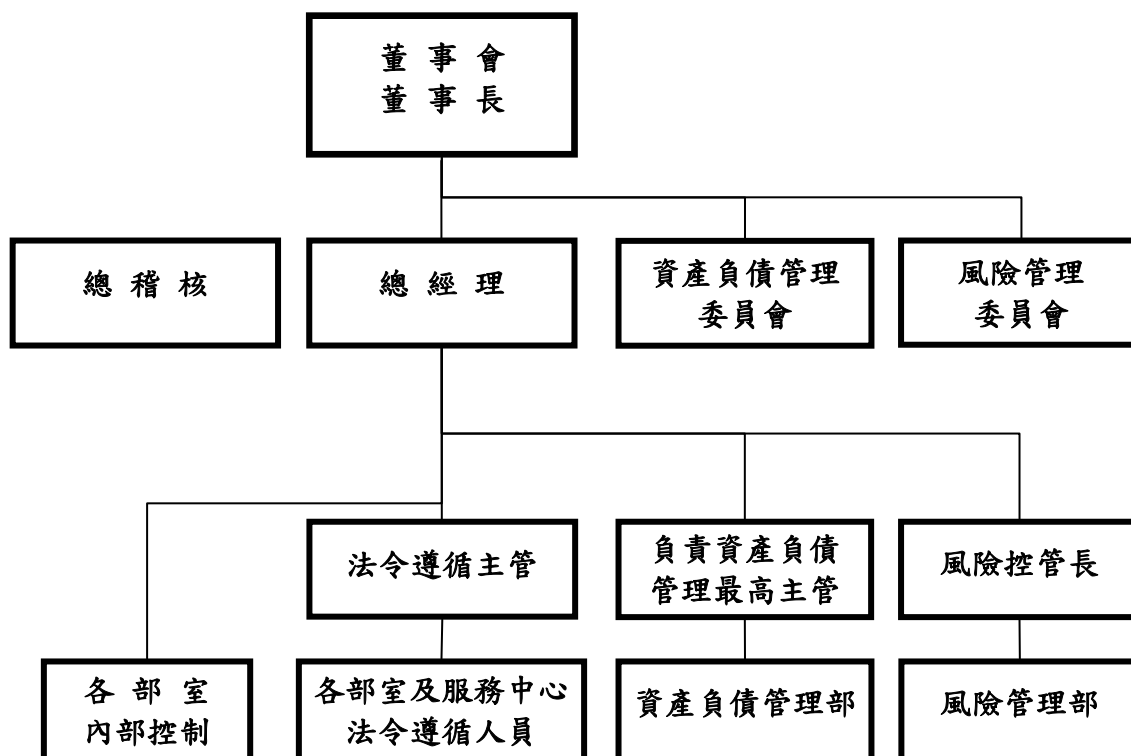 董 事 會
董 事 長
總 稽 核
總 經 理
資產負債管理
委員會
風險管理
委員會
法令遵循主管
負責資產負債
管理最高主管
風險控管長
各 部 室
內部控制
各部室及服務中心
法令遵循人員
資產負債管理部
風險管理部